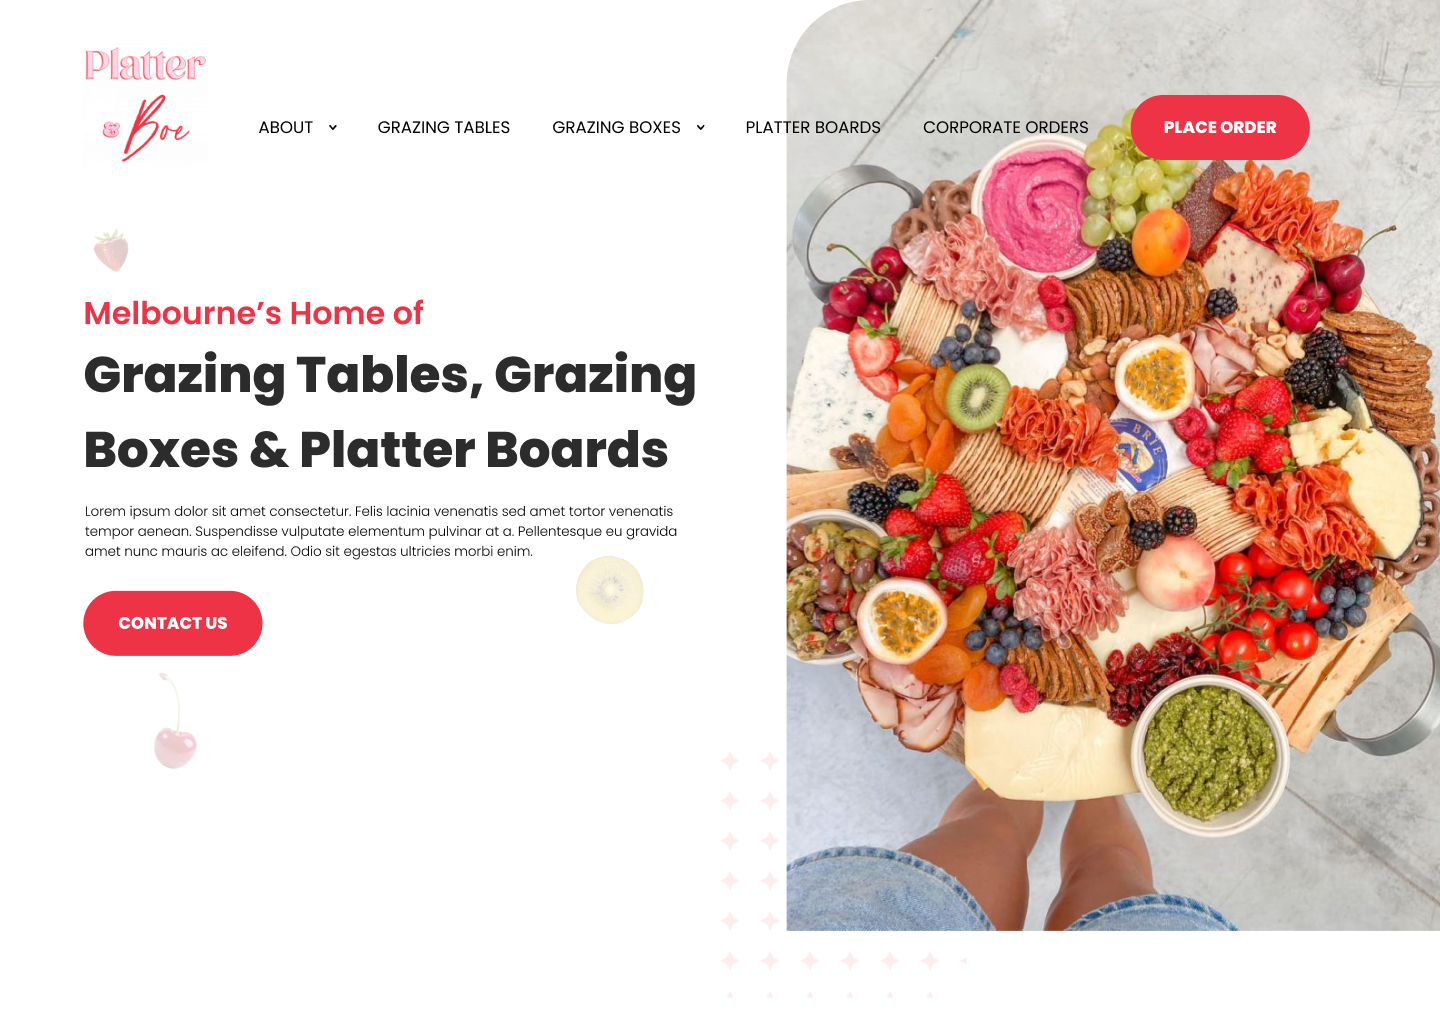 Platter
& Boe
ABOUT
GRAZING TABLES
GRAZING BOXES
PLATTER BOARDS
CORPORATE ORDERS
PLACE ORDER
Melbourne’s Home of
Grazing Tables, Grazing
Boxes & Platter Boards
Lorem ipsum dolor sit amet consectetur. Felis lacinia venenatis sed amet tortor venenatis
tempor aenean. Suspendisse vulputate elementum pulvinar at a. Pellentesque eu gravida
amet nunc mauris ac eleifend. Odio sit egestas ultricies morbi enim.
CONTACT US
BRIE